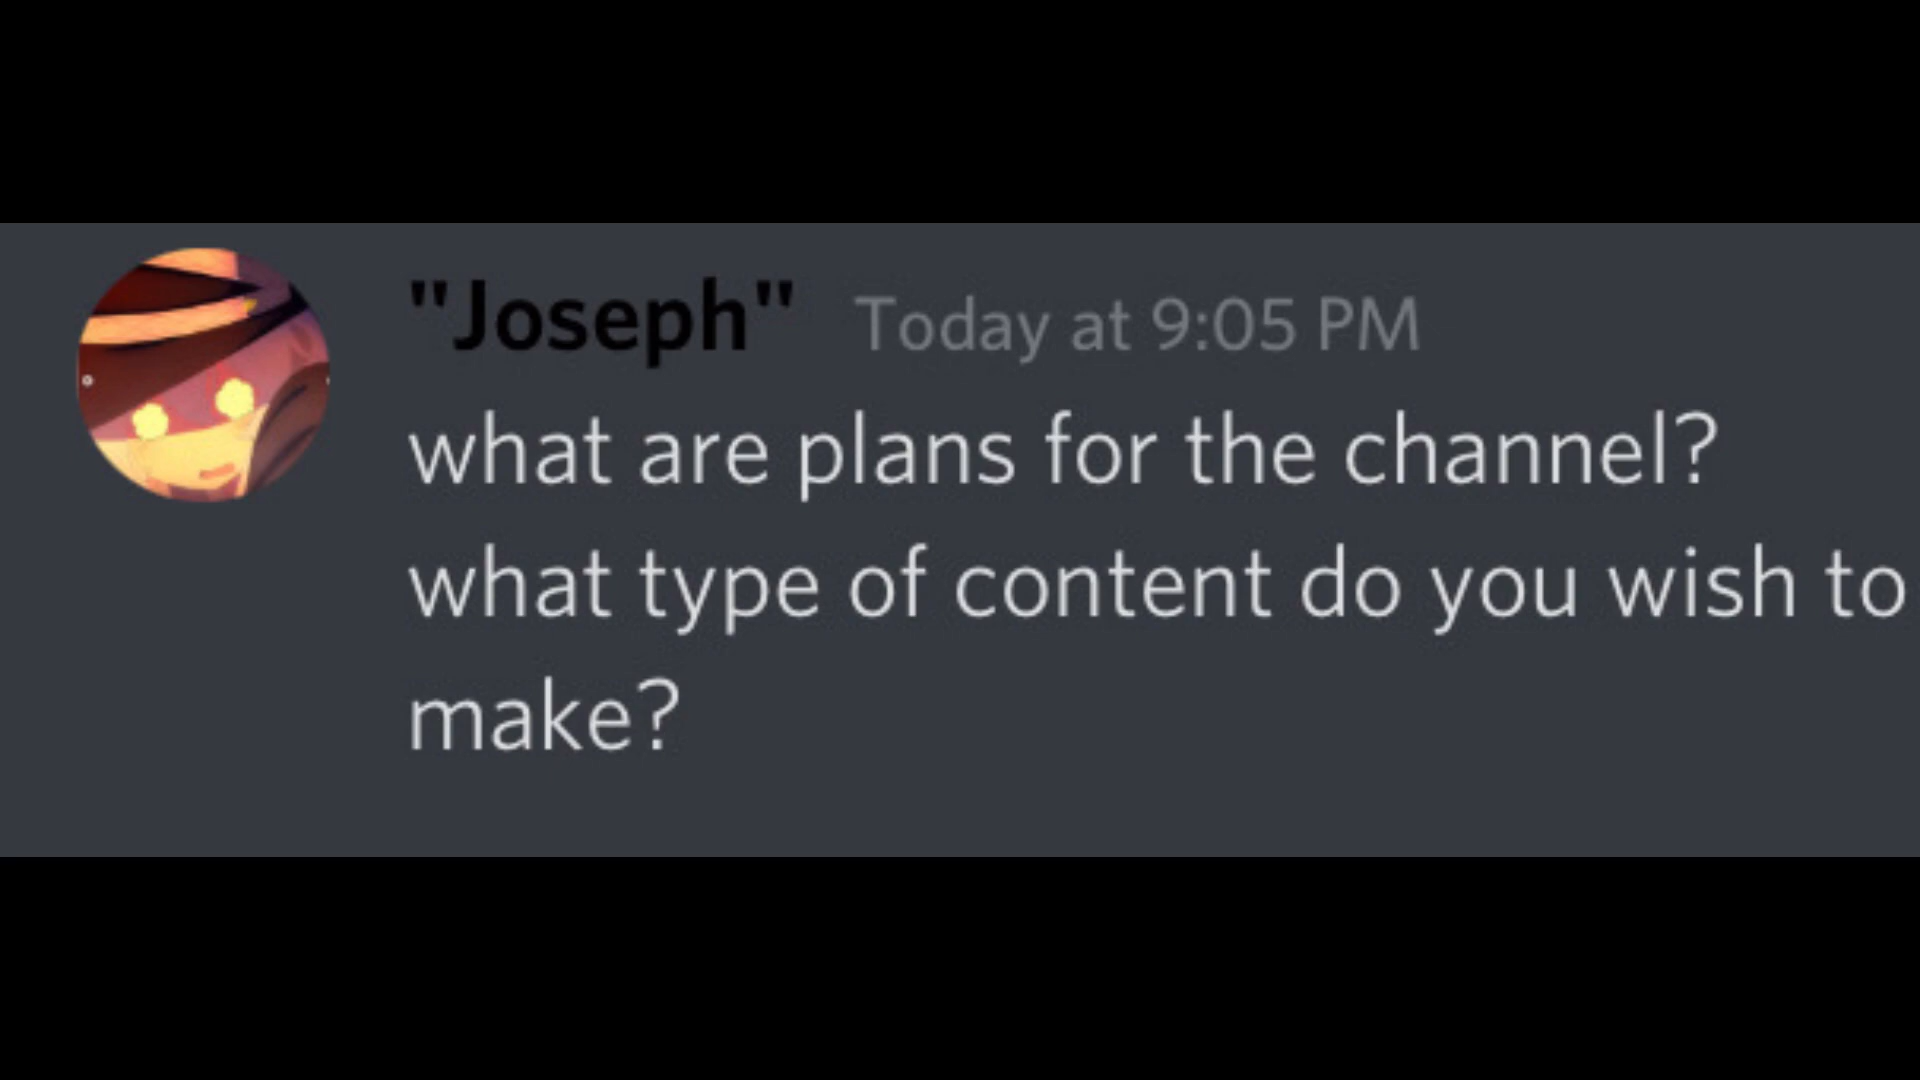 "Joseph" Today at 9:05 PM
what are plans for the channel?
what type of content do you wish to
make?